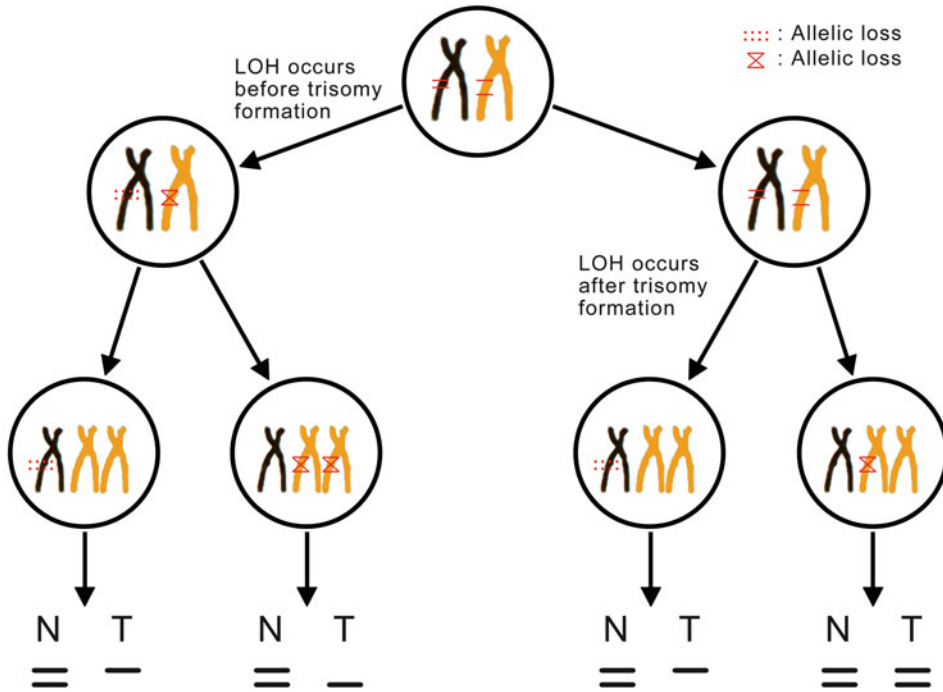 : Allelic loss
: Allelic loss
LOH occurs
before trisomy
formation
LOH occurs
after trisomy
formation
N T N T N T N T